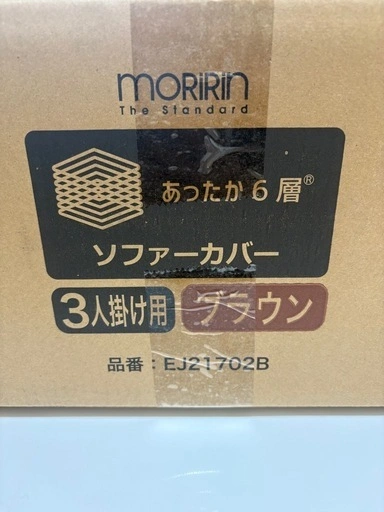 moririn
The Standard
あったか6層®
ソファーカバー
3人掛け用 ブラウン
品番：EJ21702B